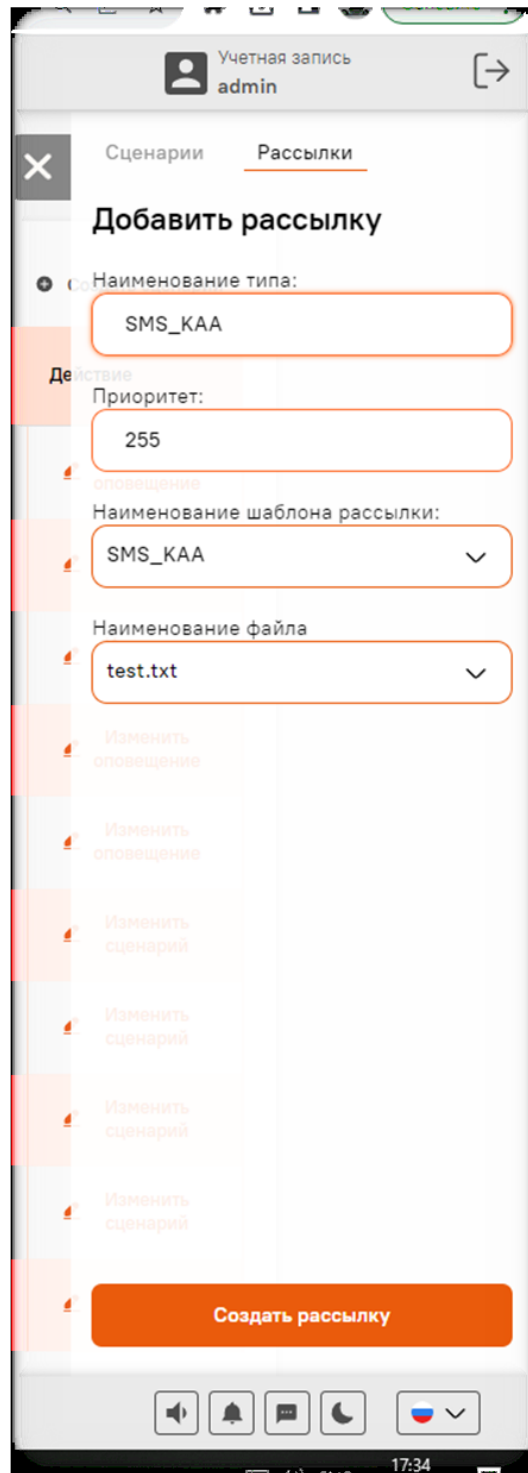 Учетная запись
admin
Сценарии Рассылки
Добавить рассылку
Наименование типа:
SMS_KAA
Действие
Приоритет:
255
оповещение
Наименование шаблона рассылки:
SMS_KAA
Наименование файла
test.txt
Изменить
оповещение
Изменить
оповещение
Изменить
сценарий
Изменить
сценарий
Изменить
сценарий
Изменить
сценарий
Создать рассылку
17:34